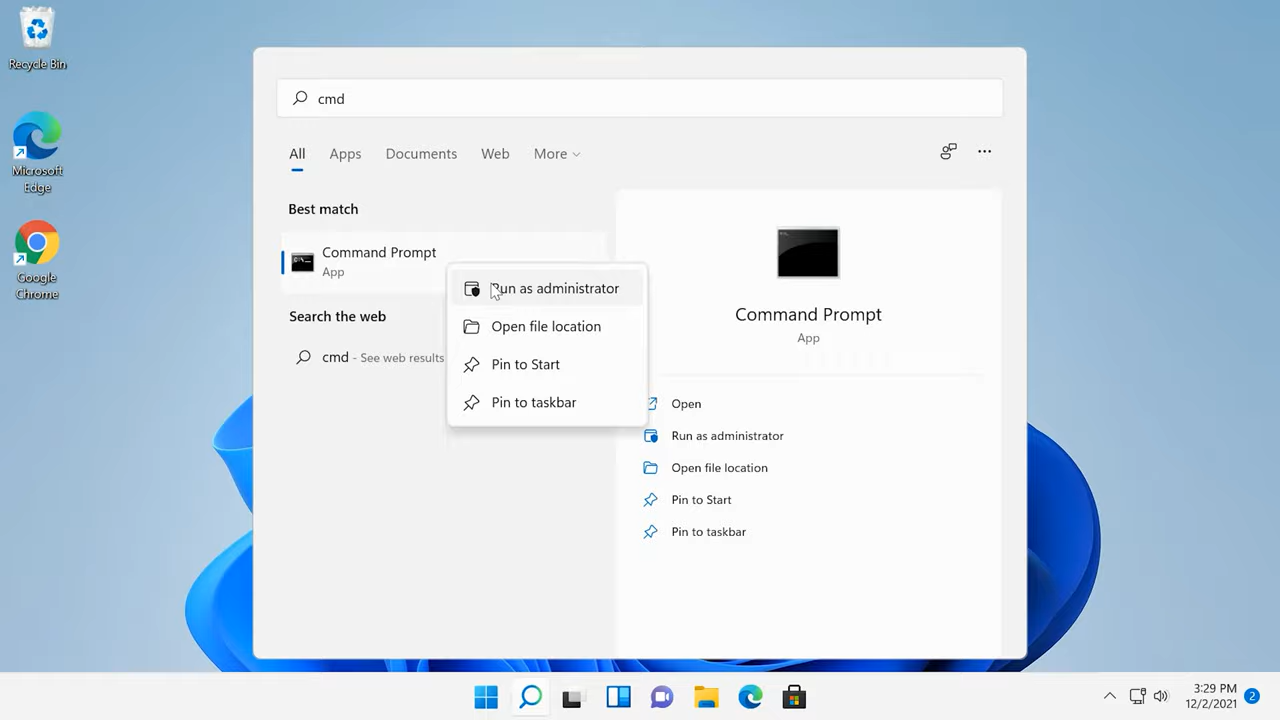 Recycle Bin
Microsoft
Edge
Google
Chrome
cmd
All
Apps
Documents
Web
More
Best match
Command Prompt
App
Search the web
cmd - See web results
Run as administrator
Open file location
Pin to Start
Pin to taskbar
Command Prompt
App
Open
Run as administrator
Open file location
Pin to Start
Pin to taskbar
3:29 PM
12/2/2021
2